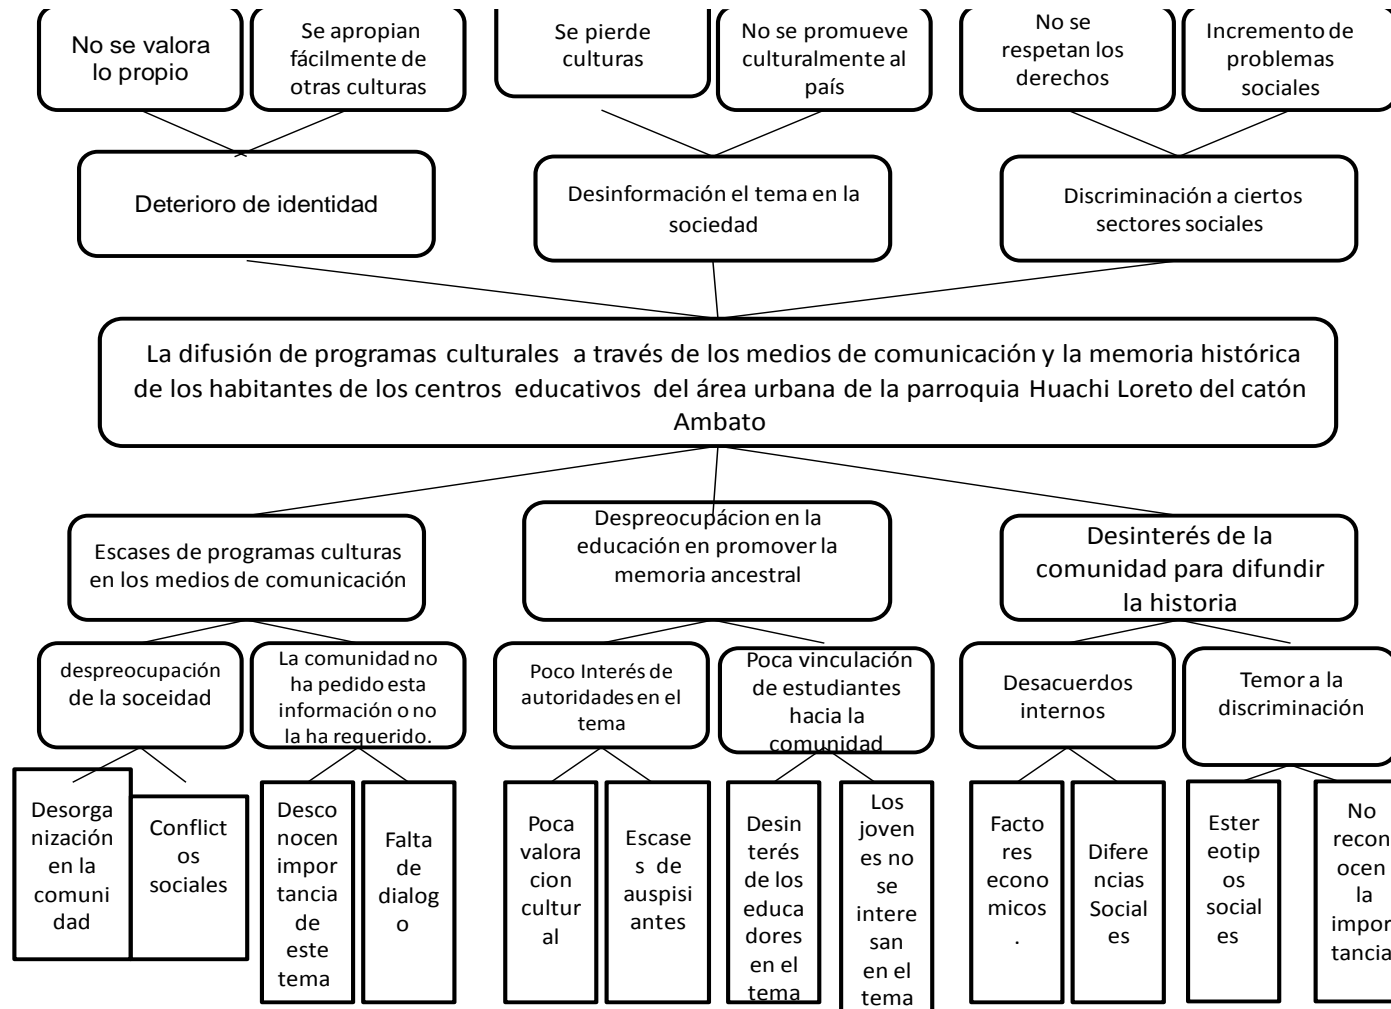 No se valora
lo propio
Se apropian
fácilmente de
otras culturas
Se pierde
culturas
No se promueve
culturalmente al
país
No se
respetan los
derechos
Incremento de
problemas
sociales
Deterioro de identidad
Desinformación el tema en la
sociedad
Discriminación a ciertos
sectores sociales
La difusión de programas culturales a través de los medios de comunicación y la memoria histórica
de los habitantes de los centros educativos del área urbana de la parroquia Huachi Loreto del catón
Ambato
Escases de programas culturas
en los medios de comunicación
Despreocupácion en la
educación en promover la
memoria ancestral
Desinterés de la
comunidad para difundir
la historia
despreocupación
de la soceidad
La comunidad no
ha pedido esta
información o no
la ha requerido.
Poco Interés de
autoridades en el
tema
Poca vinculación
de estudiantes
hacia la
comunidad
Desacuerdos
internos
Temor a la
discriminación
Desorga
nización
en la
comuni
dad
Conflict
os
sociales
Desco
nocen
impor
tancia
de
este
tema
Falta
de
dialog
o
Poca
valora
cion
cultur
al
Escase
s de
auspisi
antes
Desin
terés
de los
educa
dores
en el
tema
Los
joven
es no
se
intere
san
en el
tema
Facto
res
econo
micos
.
Difere
ncias
Social
es
Ester
eotip
os
social
es
No
recon
ocen
la
impor
tancia